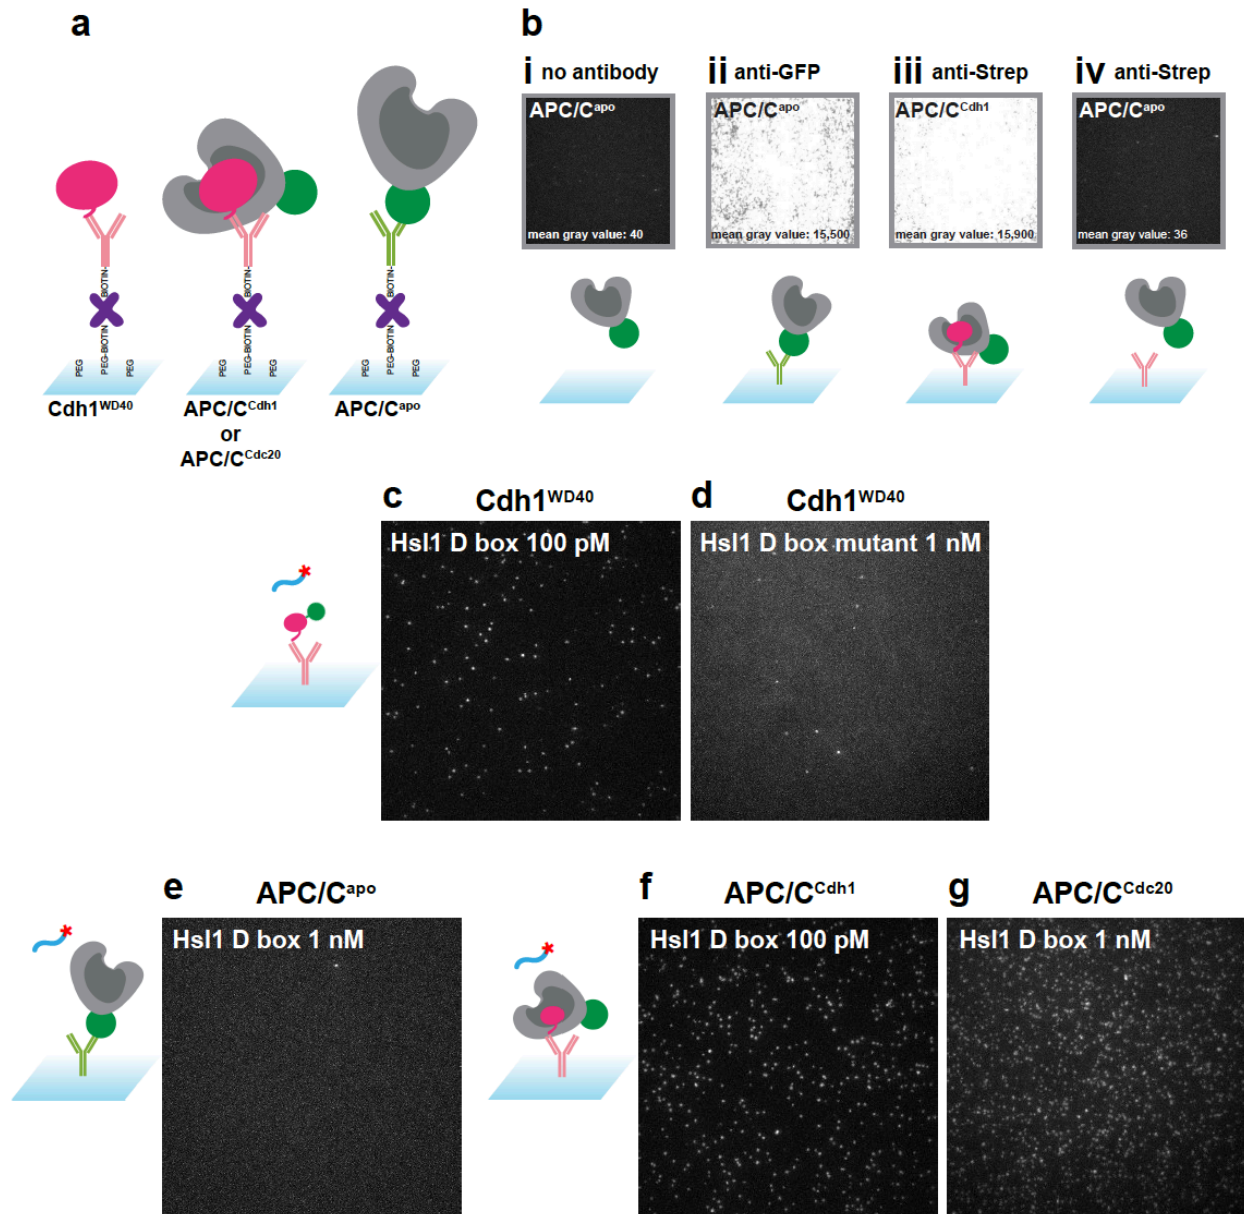 a
BIOTIN
PEG-BIOTIN
PEG
PEG
Cdh1WD40
BIOTIN
PEG-BIOTIN
PEG
PEG
APC/CCdh1
or
APC/CCdc20
BIOTIN
PEG-BIOTIN
PEG
PEG
APC/Capo
b
i no antibody
APC/Capo
mean gray value: 40
ii anti-GFP
APC/Capo
mean gray value: 15,500
iii anti-Strep
APC/CCdh1
mean gray value: 15,900
iv anti-Strep
APC/Capo
mean gray value: 36
c Cdh1WD40
Hsl1 D box 100 pM
d Cdh1WD40
Hsl1 D box mutant 1 nM
e APC/Capo
Hsl1 D box 1 nM
f APC/CCdh1
Hsl1 D box 100 pM
g APC/CCdc20
Hsl1 D box 1 nM